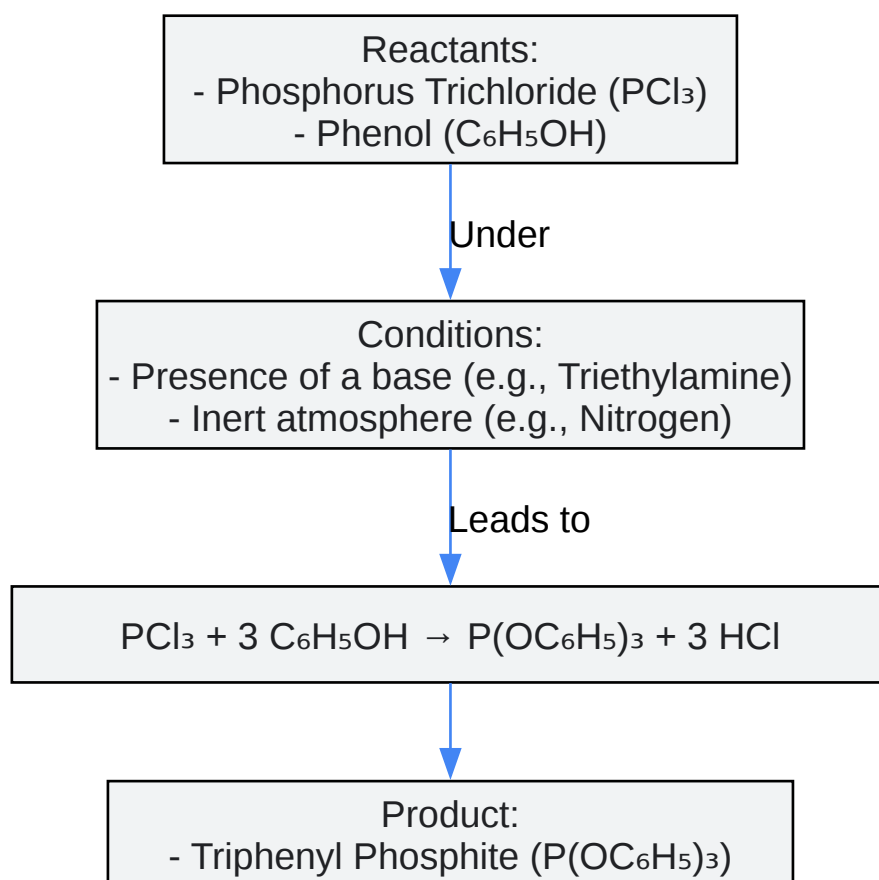 Reactants:
- Phosphorus Trichloride (PCl₃)
- Phenol (C₆H₅OH)
Under
Conditions:
- Presence of a base (e.g., Triethylamine)
- Inert atmosphere (e.g., Nitrogen)
Leads to
PCl₃ + 3 C₆H₅OH → P(OC₆H₅)₃ + 3 HCl
Product:
- Triphenyl Phosphite (P(OC₆H₅)₃)